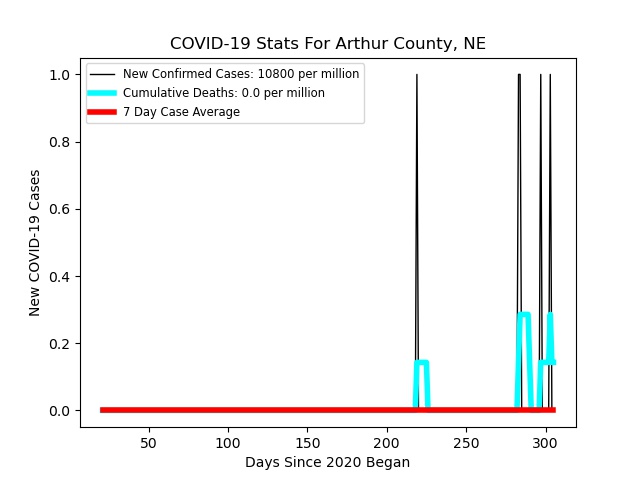 COVID-19 Stats For Arthur County, NE
New Confirmed Cases: 10800 per million
Cumulative Deaths: 0.0 per million
7 Day Case Average
New COVID-19 Cases
1.0
0.8
0.6
0.4
0.2
0.0
50 100 150 200 250 300
Days Since 2020 Began